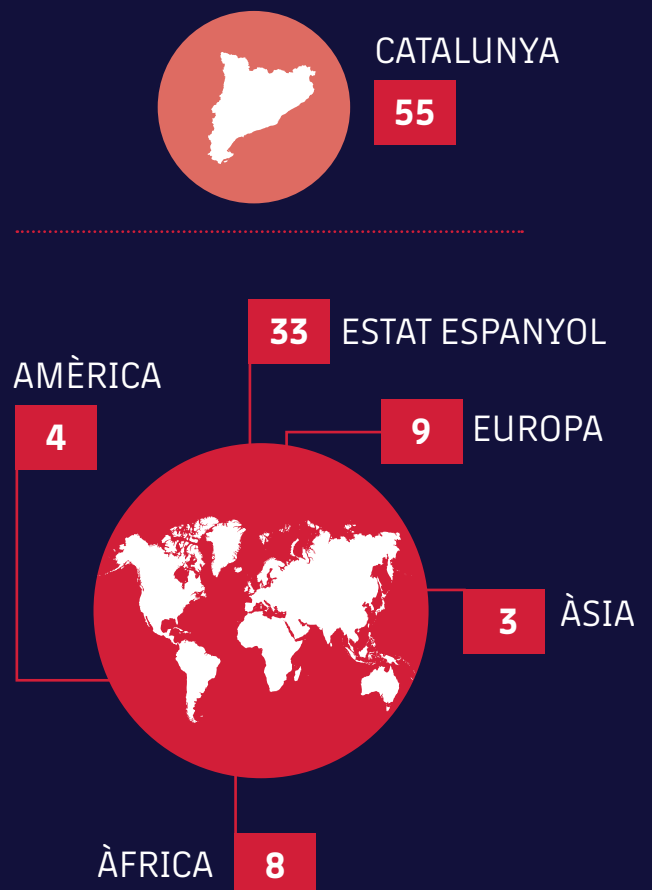 CATALUNYA
55
33 ESTAT ESPANYOL
AMÈRICA
4
9 EUROPA
3 ÀSIA
ÀFRICA 8